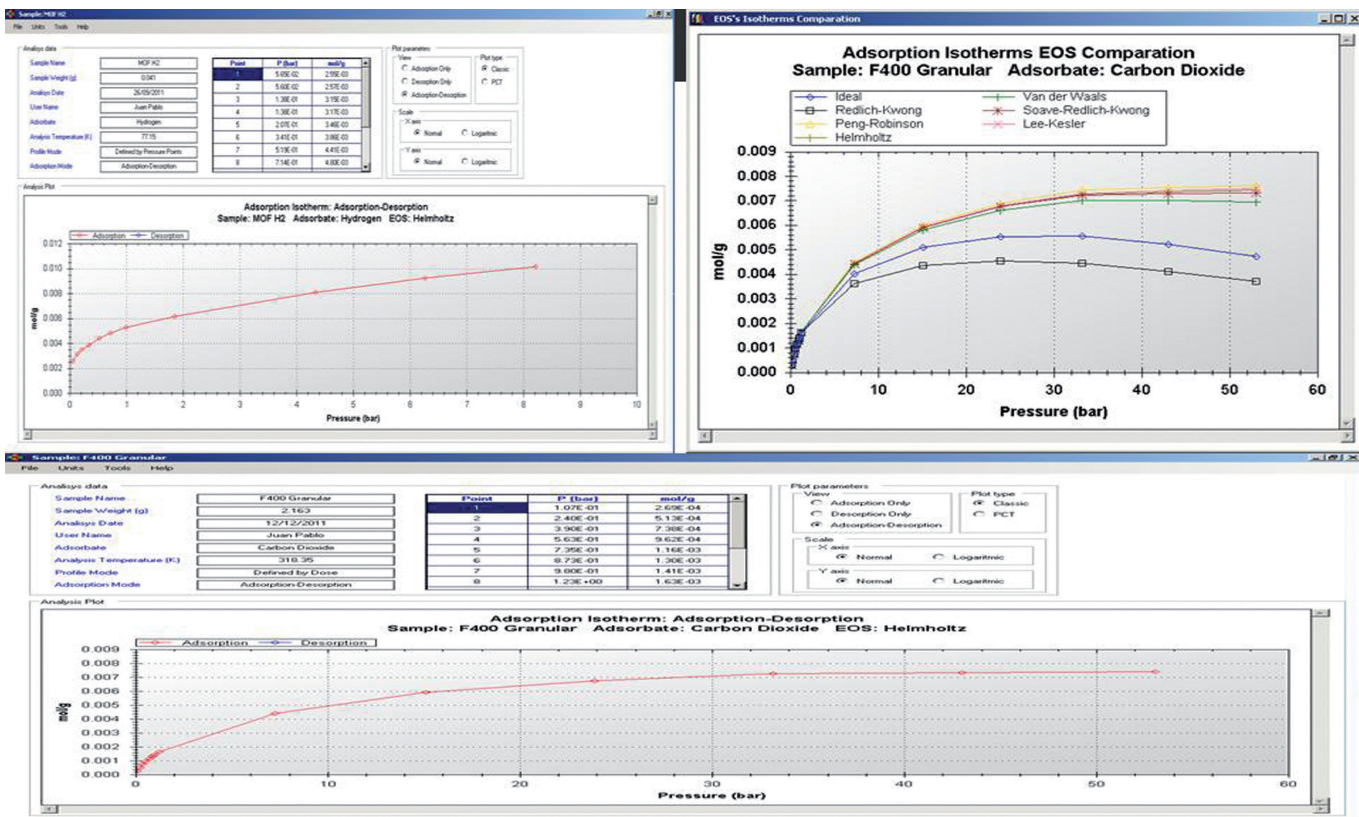 Sample:MOF H2
File Units Tools Help
Analisys data
Sample Name MOF H2
Sample Weight (g) 0.041
Analisys Date 26/09/2011
User Name Juan Pablo
Adsorbate Hydrogen
Analysis Temperature (K) 77.15
Profile Mode Defined by Pressure Points
Adsorption Mode Adsorption-Desorption
Point P (bar) mol/g
1 5.65E-02 2.55E-03
2 5.60E-02 2.57E-03
3 1.38E-01 3.15E-03
4 1.38E-01 3.17E-03
5 2.07E-01 3.46E-03
6 3.41E-01 3.86E-03
7 5.19E-01 4.41E-03
8 7.14E-01 4.80E-03
Plot parameters
View
Adsorption Only
Desorption Only
Adsorption-Desorption
Plot type
Classic
PCT
Scale
X axis
Normal Logaritmic
Y axis
Normal Logaritmic
Analysis Plot
Adsorption Isotherm: Adsorption-Desorption
Sample: MOF H2 Adsorbate: Hydrogen EOS: Helmholtz
Adsorption Desorption
0.012
0.010
0.008
0.006
0.004
0.002
0.000
mol/g
0 1 2 3 4 5 6 7 8 9 10
Pressure (bar)
EOS's Isotherms Comparation
Adsorption Isotherms EOS Comparation
Sample: F400 Granular Adsorbate: Carbon Dioxide
Ideal Van der Waals
Redlich-Kwong Soave-Redlich-Kwong
Peng-Robinson Lee-Kesler
Helmholtz
0.009
0.008
0.007
0.006
0.005
0.004
0.003
0.002
0.001
0.000
mol/g
0 10 20 30 40 50 60
Pressure (bar)
Sample: F400 Granular
File Units Tools Help
Analisys data
Sample Name F400 Granular
Sample Weight (g) 2.163
Analisys Date 12/12/2011
User Name Juan Pablo
Adsorbate Carbon Dioxide
Analysis Temperature (K) 318.35
Profile Mode Defined by Dose
Adsorption Mode Adsorption-Desorption
Point P (bar) mol/g
1 1.07E-01 2.69E-04
2 2.40E-01 5.13E-04
3 3.90E-01 7.38E-04
4 5.63E-01 9.62E-04
5 7.35E-01 1.16E-03
6 8.73E-01 1.30E-03
7 9.80E-01 1.41E-03
8 1.23E+00 1.63E-03
Plot parameters
View
Adsorption Only
Desorption Only
Adsorption-Desorption
Plot type
Classic
PCT
Scale
X axis
Normal Logaritmic
Y axis
Normal Logaritmic
Analysis Plot
Adsorption Isotherm: Adsorption-Desorption
Sample: F400 Granular Adsorbate: Carbon Dioxide EOS: Helmholtz
Adsorption Desorption
0.009
0.008
0.007
0.006
0.005
0.004
0.003
0.002
0.001
0.000
mol/g
0 10 20 30 40 50 60
Pressure (bar)